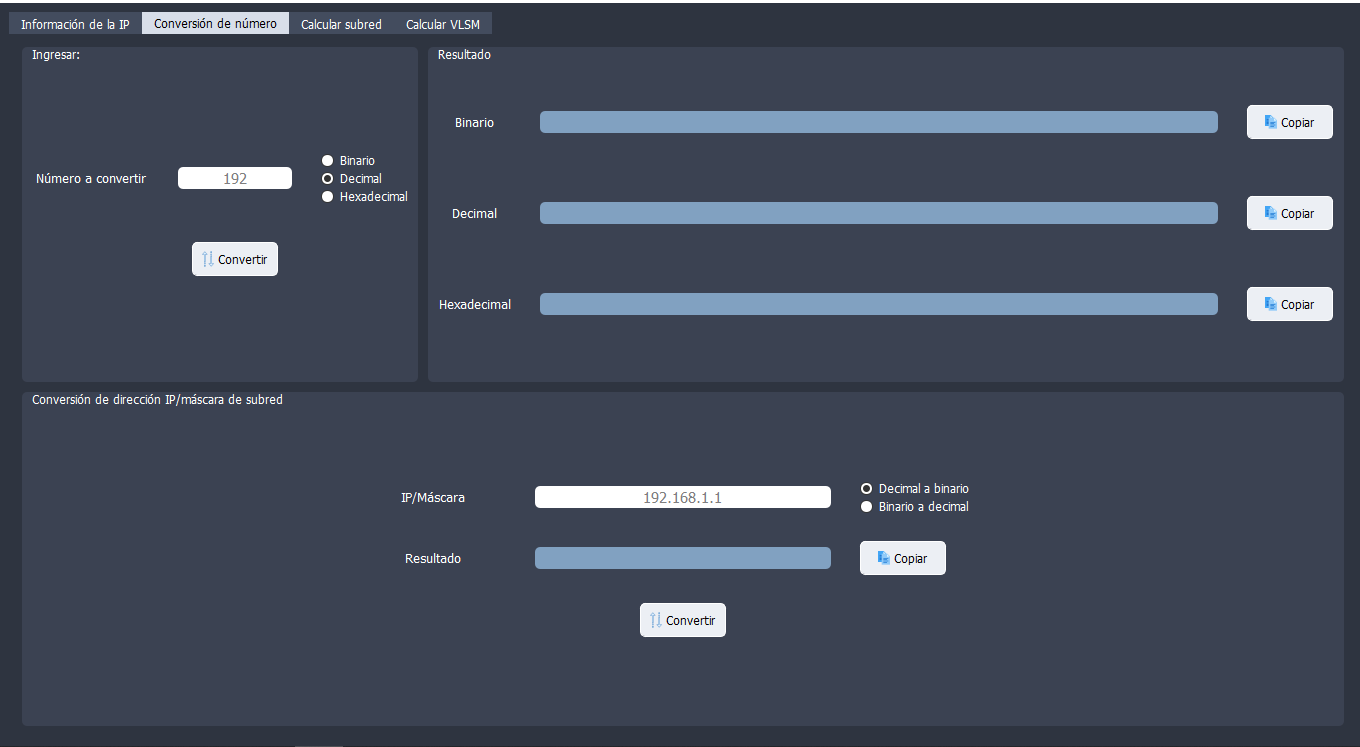 Información de la IP Conversión de número Calcular subred Calcular VLSM
Ingresar:
Número a convertir 192
Binario
Decimal
Hexadecimal
Convertir
Resultado
Binario Copiar
Decimal Copiar
Hexadecimal Copiar
Conversión de dirección IP/máscara de subred
IP/Máscara 192.168.1.1
Decimal a binario
Binario a decimal
Resultado Copiar
Convertir